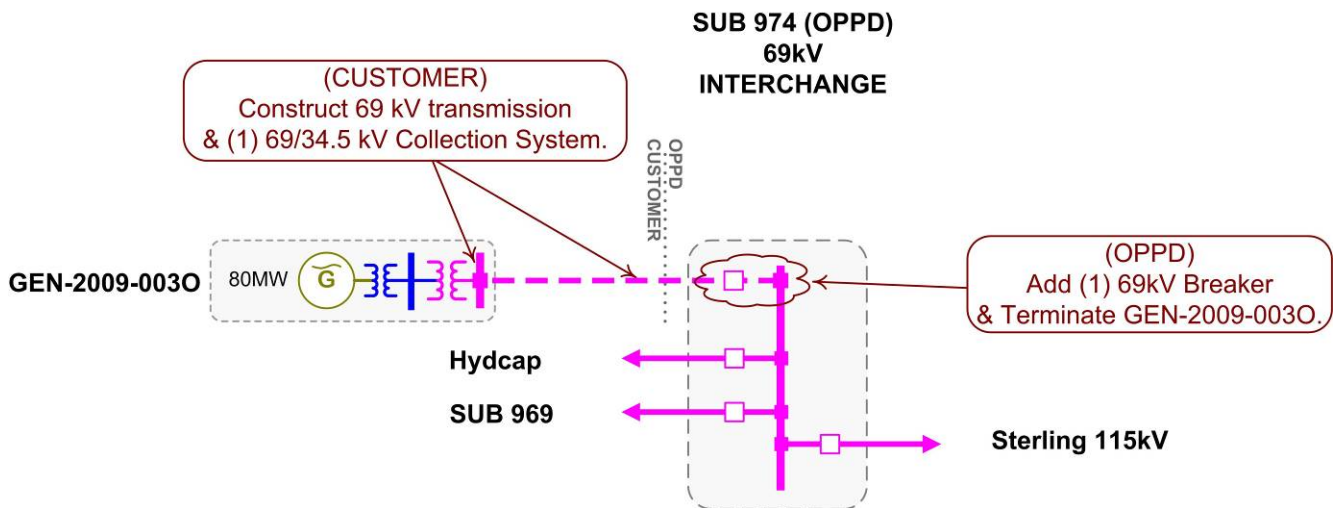 SUB 974 (OPPD)
69kV
INTERCHANGE
(CUSTOMER)
Construct 69 kV transmission
& (1) 69/34.5 kV Collection System.
OPPD
CUSTOMER
GEN-2009-003O
80MW
G
(OPPD)
Add (1) 69kV Breaker
& Terminate GEN-2009-003O.
Hydcap
SUB 969
Sterling 115kV